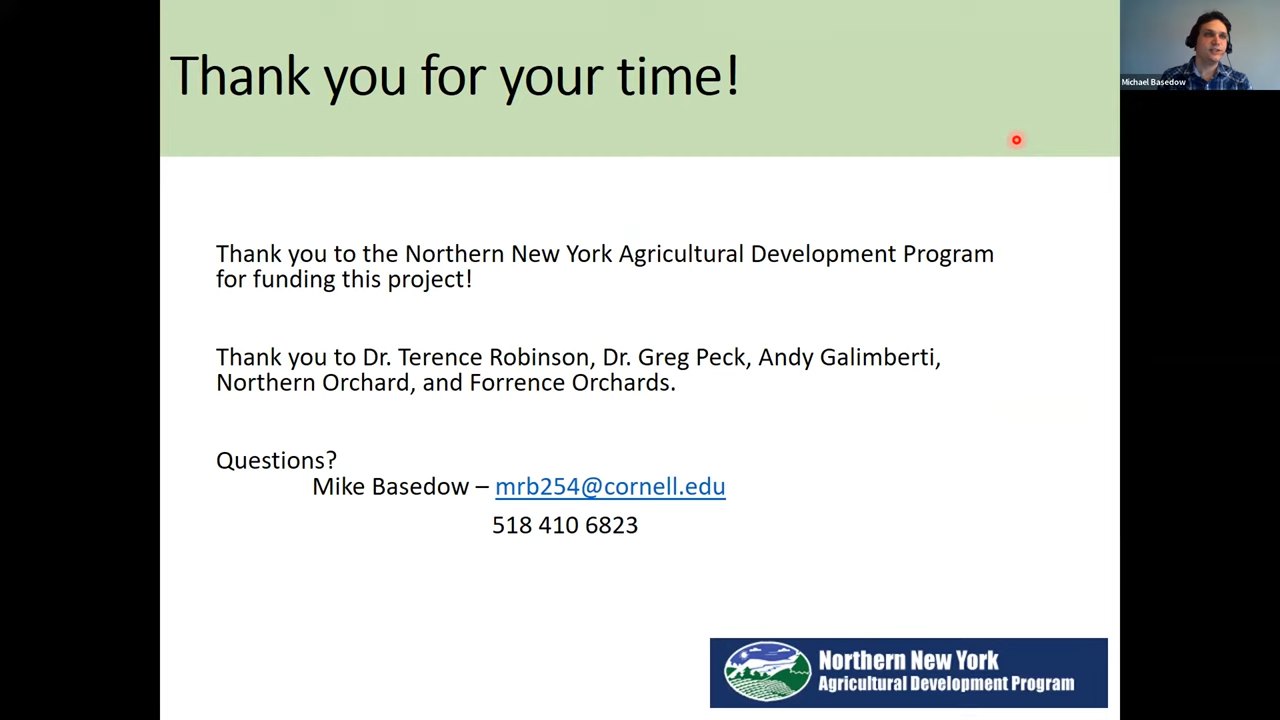 Thank you for your time!
Michael Basedow
Thank you to the Northern New York Agricultural Development Program
for funding this project!
Thank you to Dr. Terence Robinson, Dr. Greg Peck, Andy Galimberti,
Northern Orchard, and Forrence Orchards.
Questions?
Mike Basedow – mrb254@cornell.edu
518 410 6823
Northern New York
Agricultural Development Program